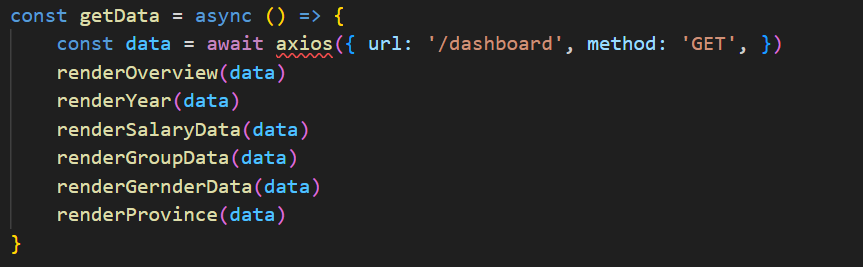 const getData = async () => {
    const data = await axios({ url: '/dashboard', method: 'GET', })
    renderOverview(data)
    renderYear(data)
    renderSalaryData(data)
    renderGroupData(data)
    renderGernderData(data)
    renderProvince(data)
}